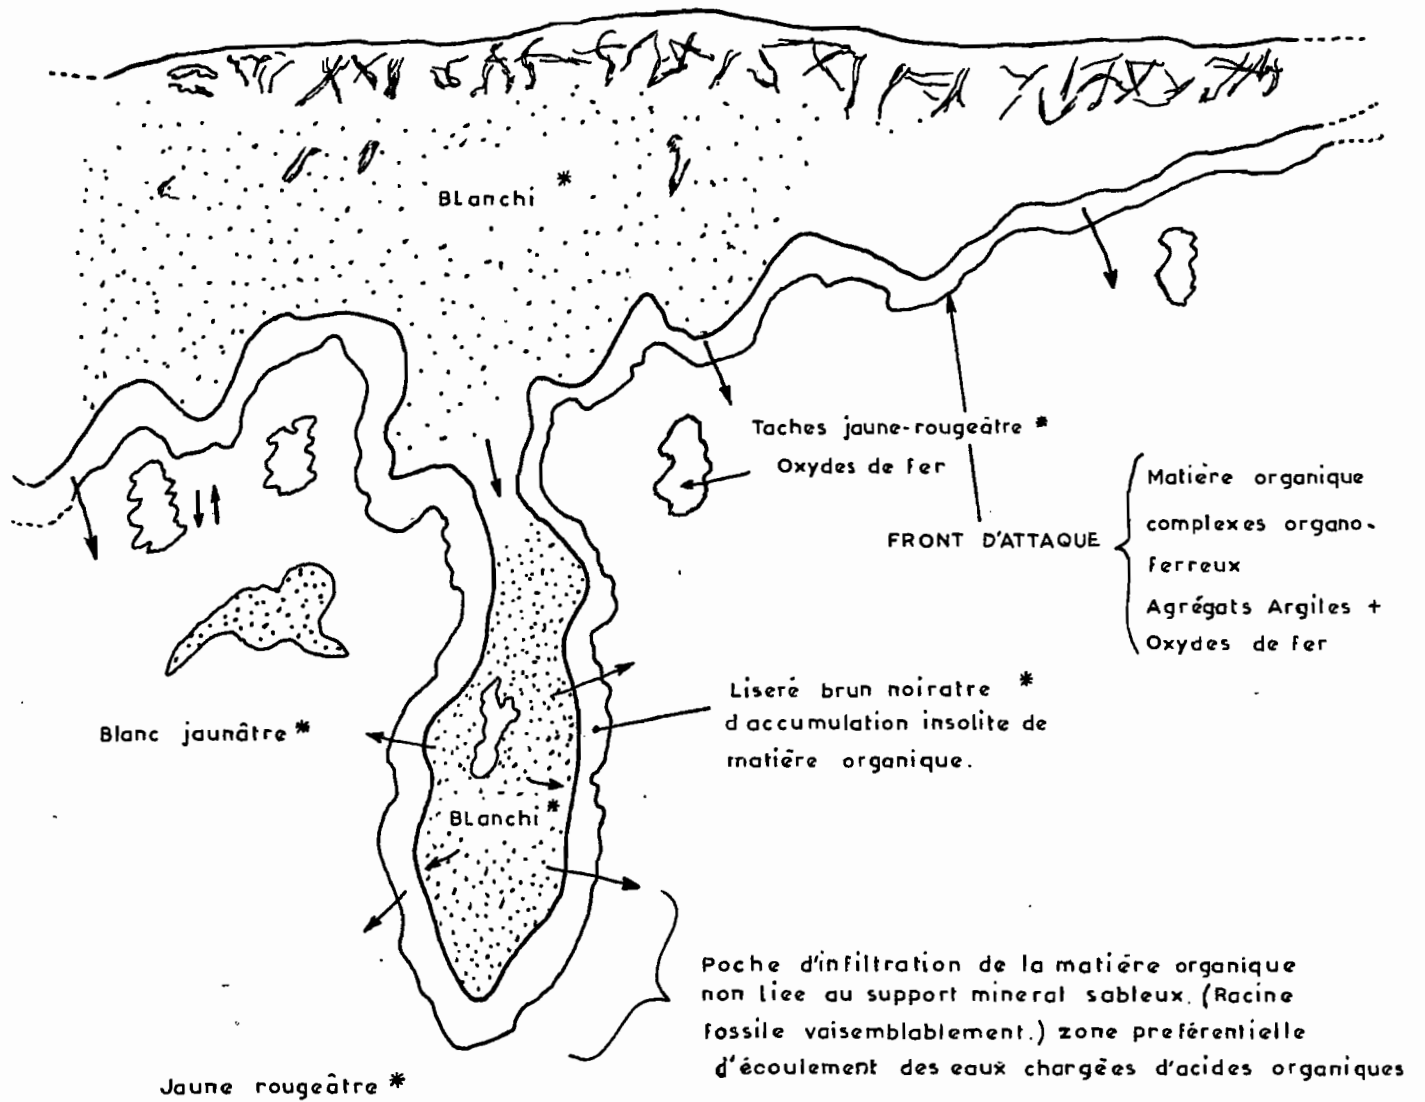 BLanchi *
Taches jaune-rougeâtre *
Oxydes de fer
FRONT D'ATTAQUE
Matière organique
complexes organo-
ferreux
Agrégats Argiles +
Oxydes de fer
Liseré brun noiratre *
d accumulation insolite de
matière organique.
Blanc jaunâtre *
BLanchi *
Poche d'infiltration de la matière organique
non liee au support mineral sableux. (Racine
fossile vaisemblablement.) zone preférentielle
d'écoulement des eaux chargées d'acides organiques
Jaune rougeâtre *